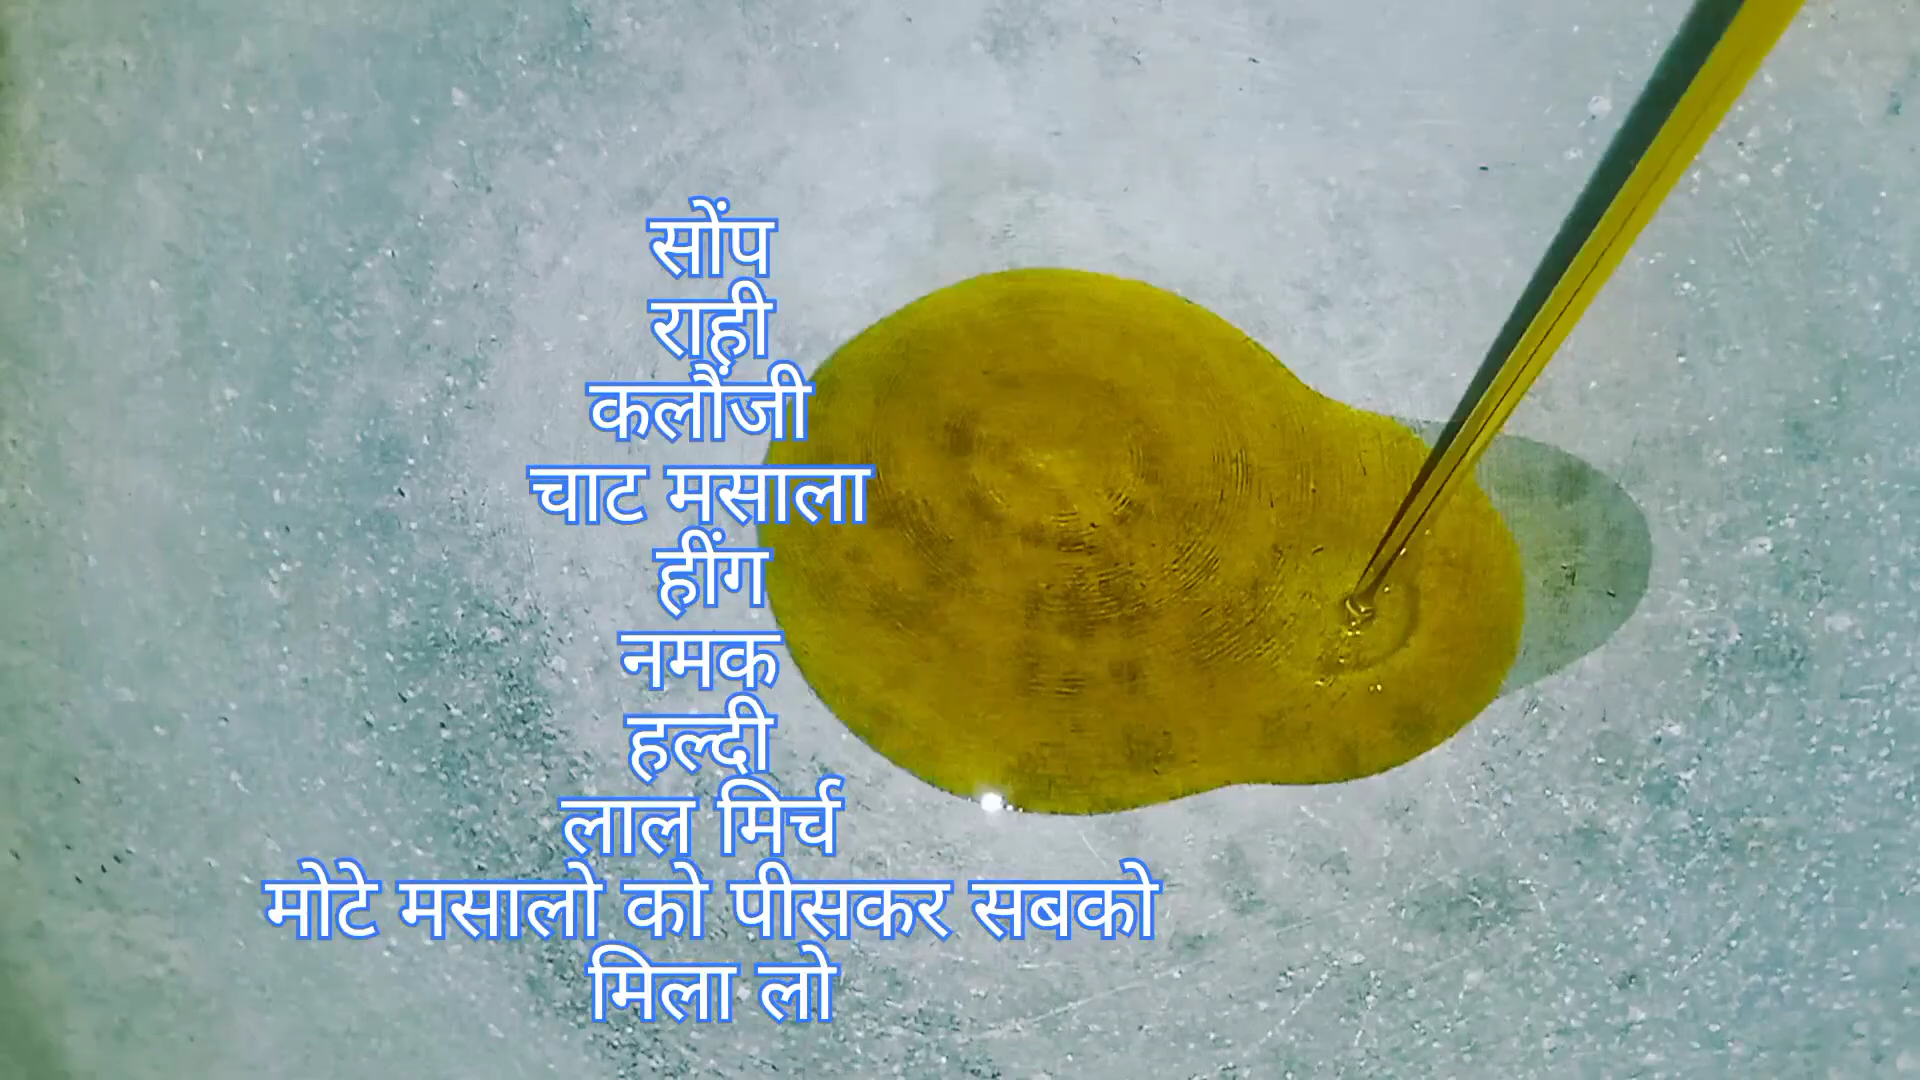 सोंप
राही
कलौंजी
चाट मसाला
हींग
नमक
हल्दी
लाल मिर्च
मोटे मसालो को पीसकर सबको
मिला लो